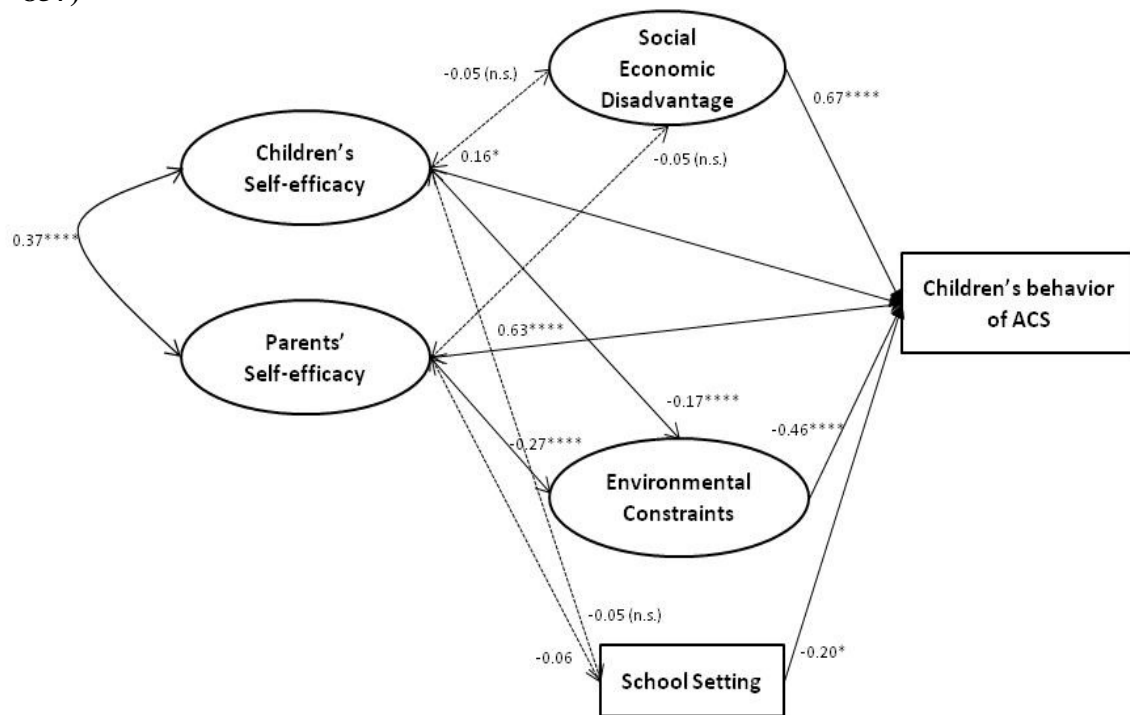 Social
Economic
Disadvantage
-0.05 (n.s.)
0.67****
Children's
Self-efficacy
0.16*
-0.05 (n.s.)
0.37****
Children's behavior
of ACS
Parents'
Self-efficacy
0.63****
-0.17****
-0.27****
-0.46****
Environmental
Constraints
-0.05 (n.s.)
-0.06
-0.20*
School Setting